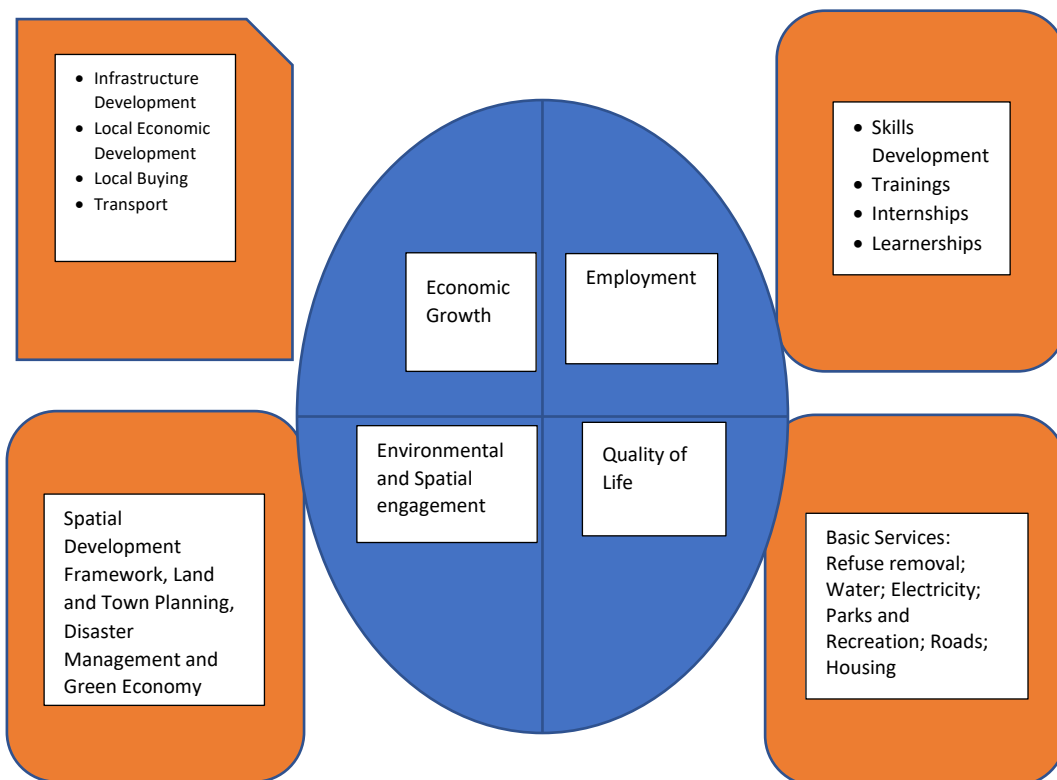 • Infrastructure
Development
• Local Economic
Development
• Local Buying
• Transport
• Skills
Development
• Trainings
• Internships
• Learnerships
Economic
Growth
Employment
Environmental
and Spatial
engagement
Quality of
Life
Spatial
Development
Framework, Land
and Town Planning,
Disaster
Management and
Green Economy
Basic Services:
Refuse removal;
Water; Electricity;
Parks and
Recreation; Roads;
Housing